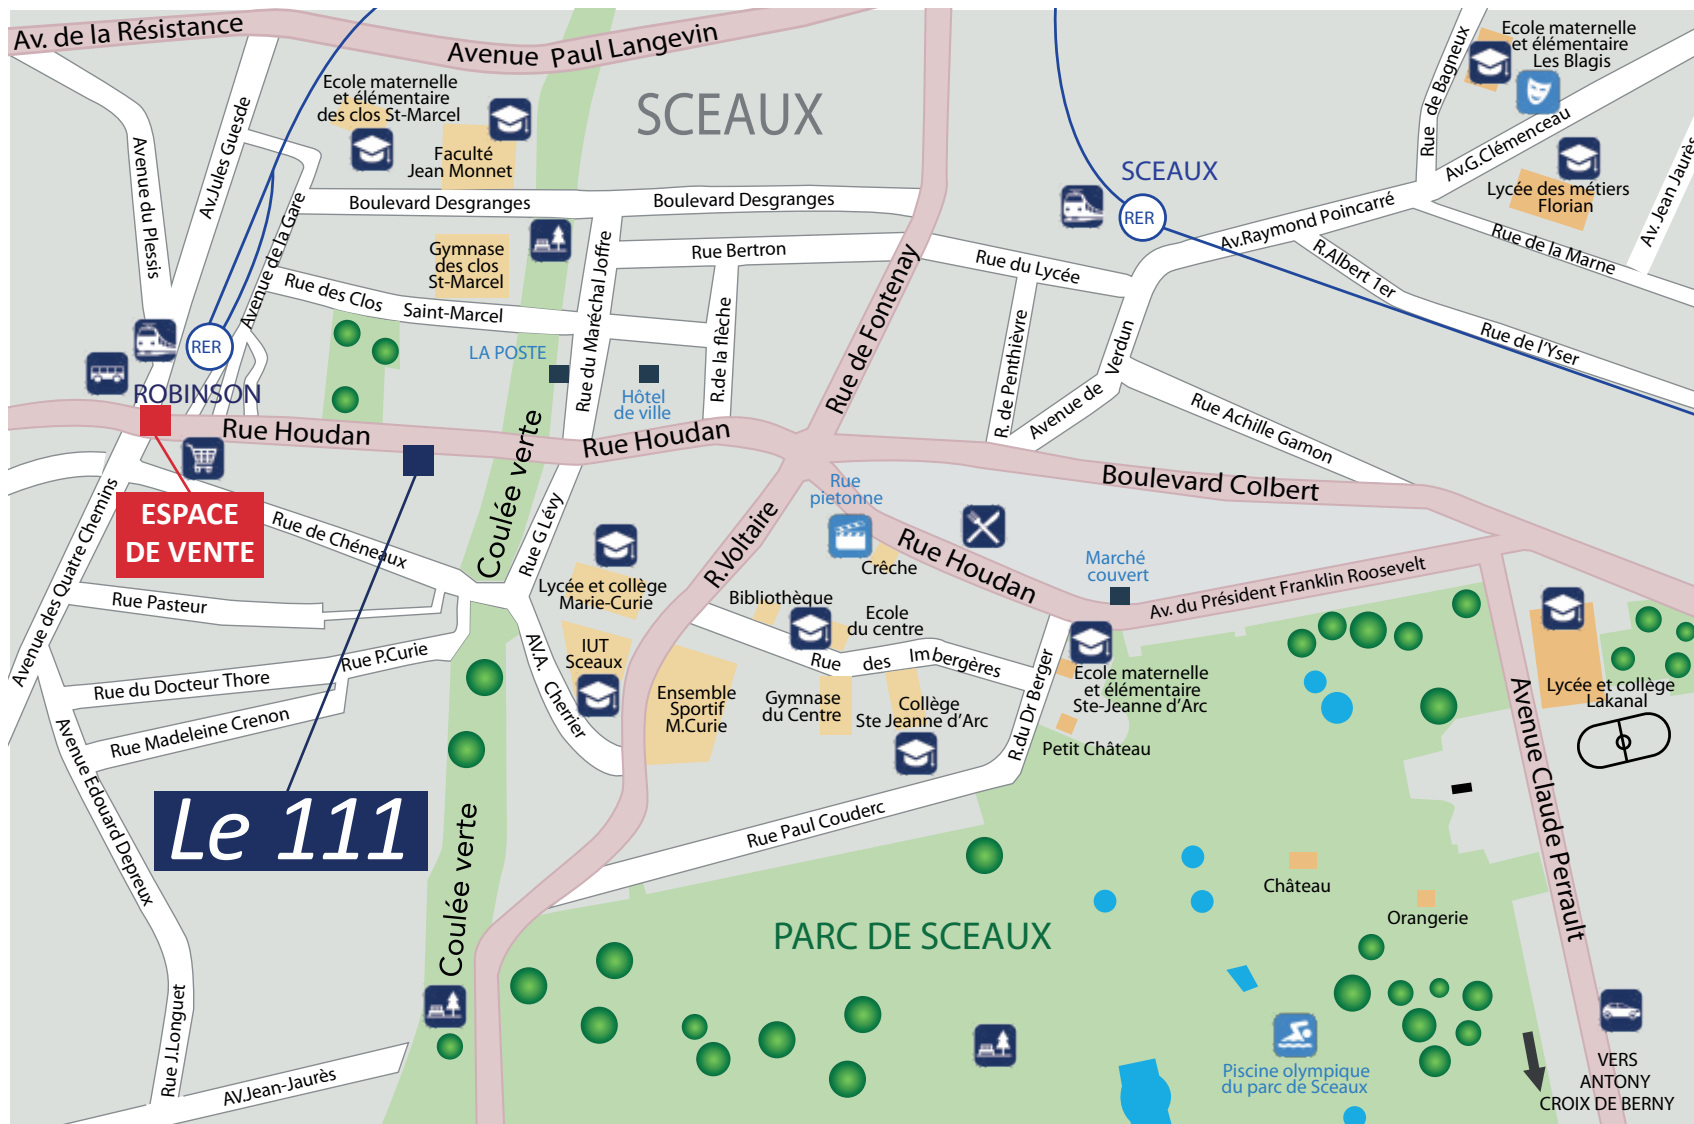 Av. de la Résistance
Avenue Paul Langevin
SCEAUX
Ecole maternelle
et élémentaire
des clos St-Marcel
Faculté
Jean Monnet
Ecole maternelle
et élémentaire
Les Blagis
Rue de Bagneux
Av.G.Clémenceau
Lycée des métiers
Florian
Av. Jean Jaurès
Avenue du Plessis
Av.Jules Guesde
Avenue de la Gare
Boulevard Desgranges
Boulevard Desgranges
SCEAUX
RER
Av.Raymond Poincarré
Rue de la Marne
R.Albert 1er
Rue de l'Yser
Gymnase
des clos
St-Marcel
Rue Bertron
Rue du Lycée
Rue des Clos Saint-Marcel
Rue du Maréchal Joffre
R.de la flèche
Rue de Fontenay
R. de Penthièvre
Avenue de Verdun
RER
ROBINSON
LA POSTE
Hôtel
de ville
Rue Houdan
Rue Houdan
Rue Achille Gamon
Boulevard Colbert
Coulée verte
ESPACE
DE VENTE
Avenue des Quatre Chemins
Rue de Chéneaux
Rue G Lévy
R.Voltaire
Rue
pietonne
Crêche
Rue Houdan
Marché
couvert
Av. du Président Franklin Roosevelt
Lycée et collège
Marie-Curie
Bibliothèque
Ecole
du centre
Rue Pasteur
Rue P.Curie
IUT
Sceaux
AV.A. Cherrier
Rue des Imbergères
R.du Dr Berger
Ecole maternelle
et élémentaire
Ste-Jeanne d'Arc
Lycée et collège
Lakanal
Rue du Docteur Thore
Rue Madeleine Crenon
Ensemble
Sportif
M.Curie
Gymnase
du Centre
Collège
Ste Jeanne d'Arc
Petit Château
Avenue Edouard Depreux
Le 111
Coulée verte
Rue Paul Couderc
Avenue Claude Perrault
Château
Orangerie
PARC DE SCEAUX
Rue J.Longuet
AV.Jean-Jaurès
Piscine olympique
du parc de Sceaux
VERS
ANTONY
CROIX DE BERNY